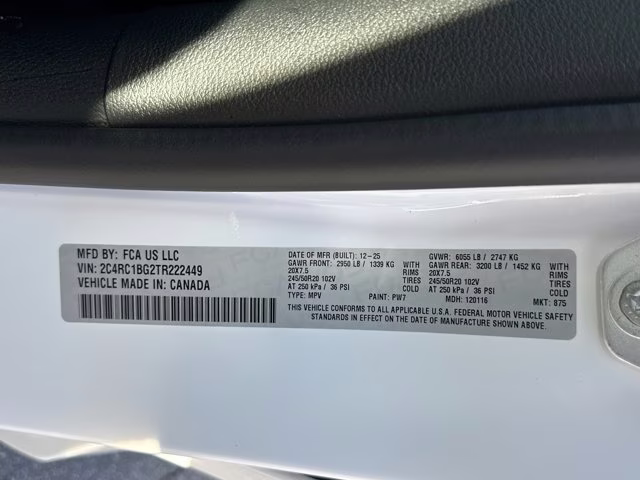 MFD BY: FCA US LLC
VIN: 2C4RC1BG2TR222449
VEHICLE MADE IN: CANADA
DATE OF MFR (BUILT): 12-25 GVWR: 6055 LB / 2747 KG
GAWR FRONT: 2950 LB / 1339 KG WITH GAWR REAR: 3200 LB / 1452 KG WITH
20X7.5 RIMS 20X7.5 RIMS
245/50R20 102V TIRES 245/50R20 102V TIRES
AT 250 kPa / 36 PSI COLD AT 250 kPa / 36 PSI COLD
TYPE: MPV PAINT: PW7 MDH: 120116 MKT: 875
THIS VEHICLE CONFORMS TO ALL APPLICABLE U.S.A. FEDERAL MOTOR VEHICLE SAFETY
STANDARDS IN EFFECT ON THE DATE OF MANUFACTURE SHOWN ABOVE.